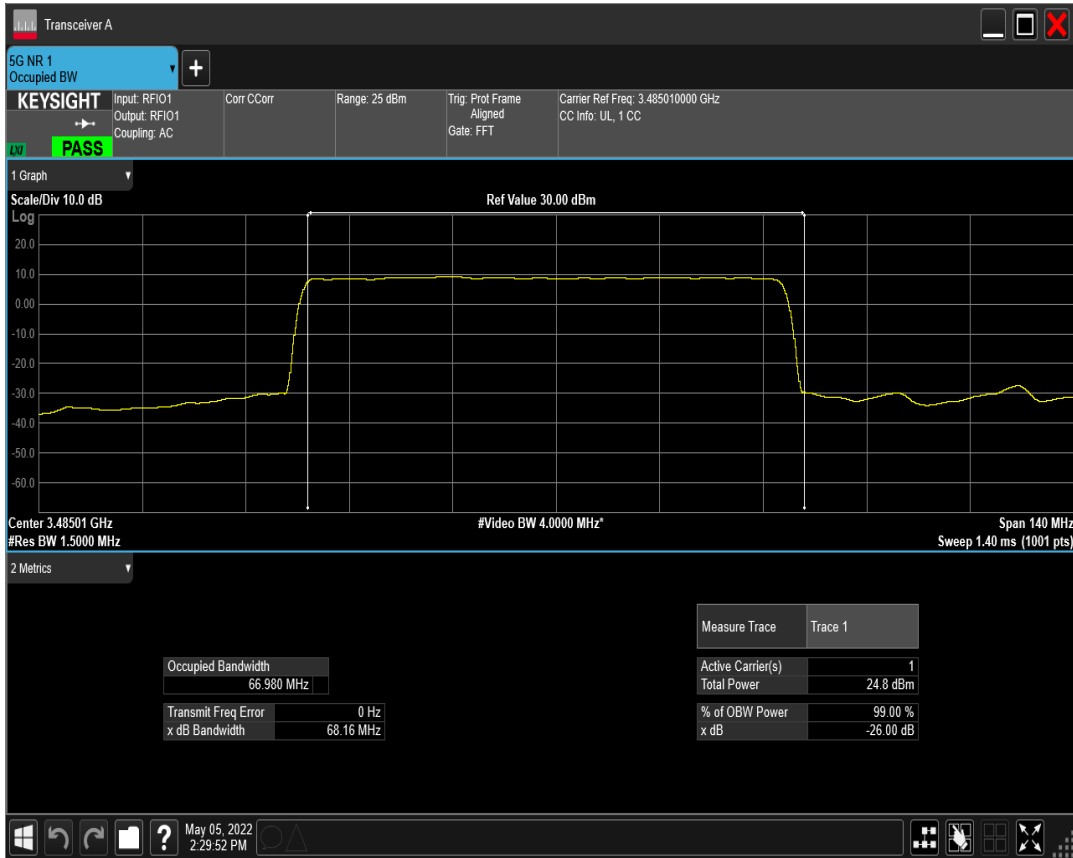 Transceiver A
5G NR 1
Occupied BW
KEYSIGHT
LXI
PASS
Input: RFIO1
Output: RFIO1
Coupling: AC
Corr CCorr
Range: 25 dBm
Trig: Prot Frame
Aligned
Gate: FFT
Carrier Ref Freq: 3.485010000 GHz
CC Info: UL, 1 CC
1 Graph
Scale/Div 10.0 dB
Ref Value 30.00 dBm
Log
20.0
10.0
0.00
-10.0
-20.0
-30.0
-40.0
-50.0
-60.0
Center 3.48501 GHz
#Video BW 4.0000 MHz*
Span 140 MHz
#Res BW 1.5000 MHz
Sweep 1.40 ms (1001 pts)
2 Metrics
Measure Trace Trace 1
Occupied Bandwidth
66.980 MHz
Active Carrier(s) 1
Total Power 24.8 dBm
Transmit Freq Error 0 Hz
x dB Bandwidth 68.16 MHz
% of OBW Power 99.00 %
x dB -26.00 dB
?
May 05, 2022
2:29:52 PM